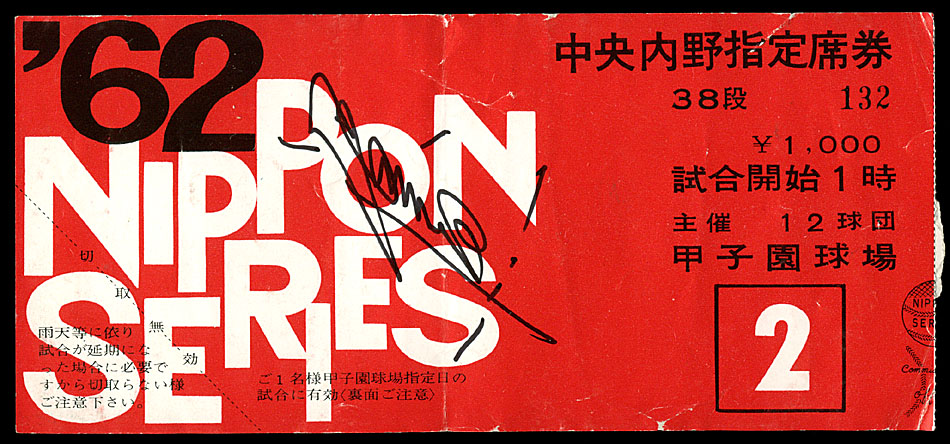 '62
NIPPON
SERIES
中央内野指定席券
38段 132
¥1,000
試合開始1時
主催 12球団
甲子園球場
2
切取無効
雨天等に依り
試合が延期にな
った場合に必要で
すから切取らない様
ご注意下さい。
ご1名様甲子園球場指定日の
試合に有効(裏面ご注意)
NIP
SER